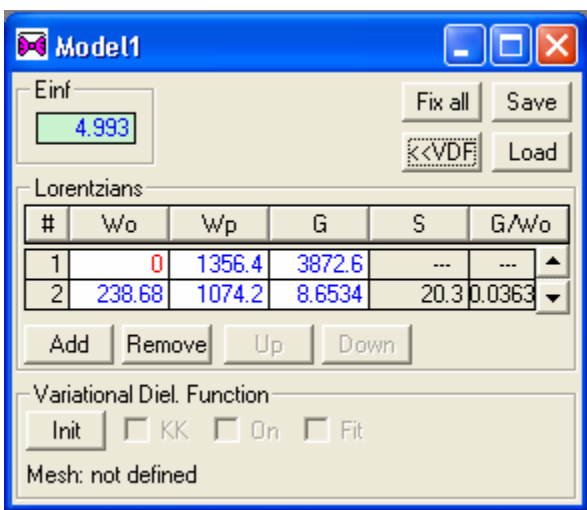 Model1
Einf
4.993
Fix all Save
<<VDF Load
Lorentzians
# Wo Wp G S G/Wo
1 0 1356.4 3872.6 --- ---
2 238.68 1074.2 8.6534 20.3 0.0363
Add Remove Up Down
Variational Diel. Function
Init KK On Fit
Mesh: not defined